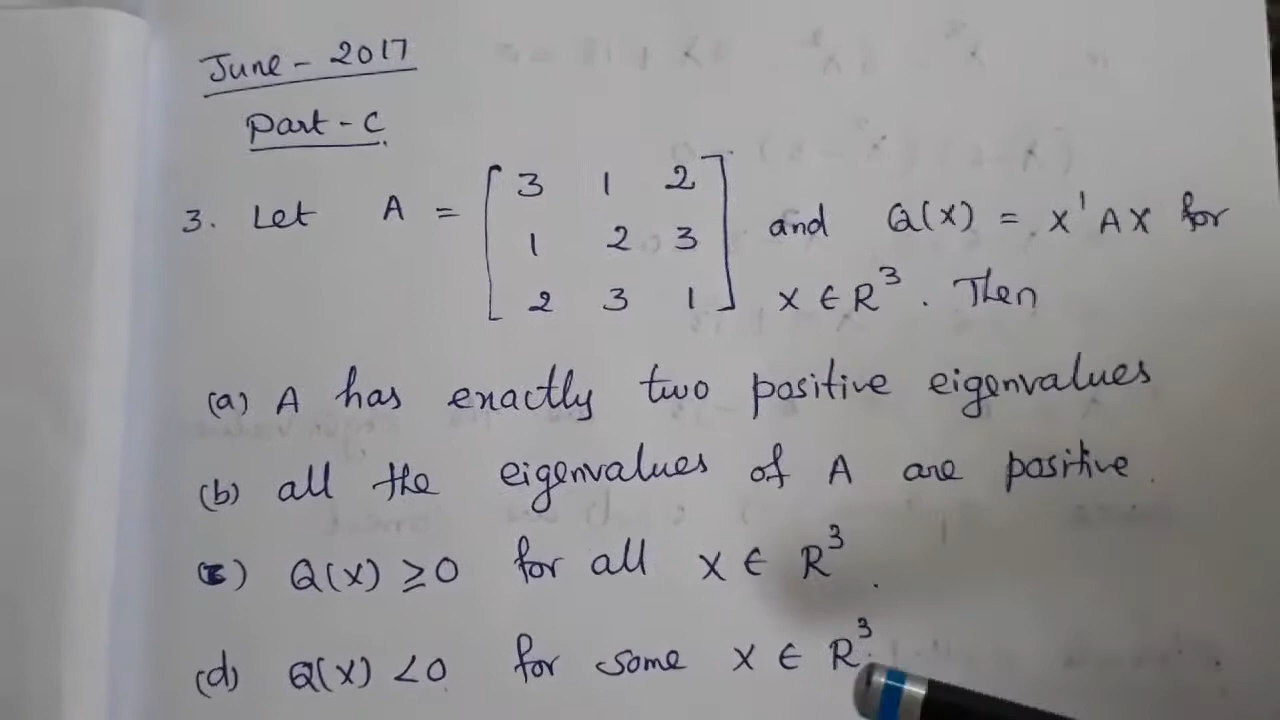 June - 2017
Part - C.
3. Let A = [ 3 1 2 and Q(X) = X' A X for
1 2 3
2 3 1 ] X ∈ R³. Then
(a) A has exactly two positive eigenvalues
(b) all the eigenvalues of A are positive.
(c) Q(X) ≥ 0 for all X ∈ R³.
(d) Q(X) < 0 for some X ∈ R³.